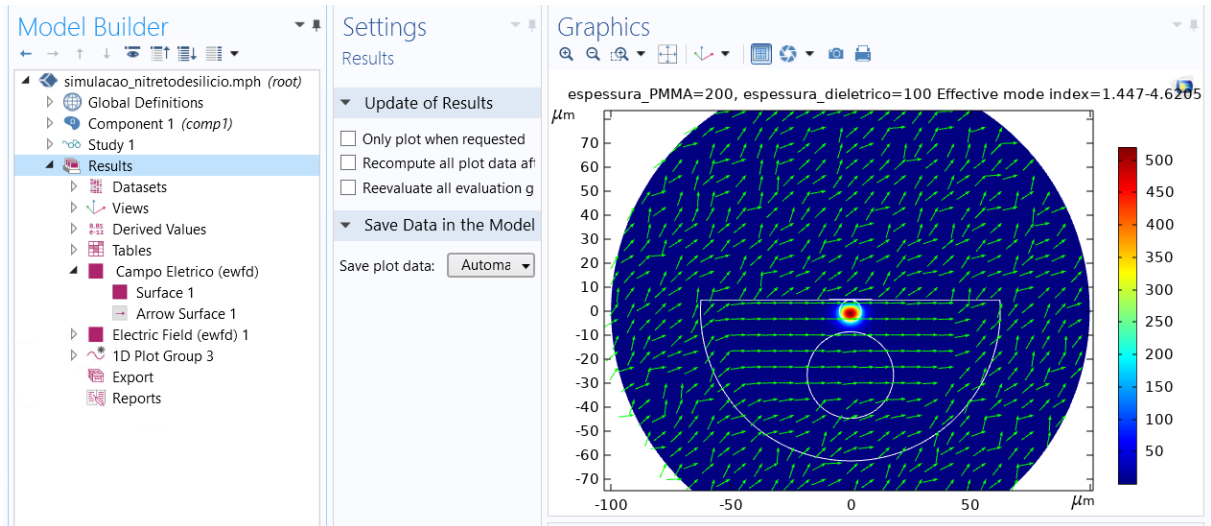 Model Builder
simulacao_nitretodesilicio.mph (root)
Global Definitions
Component 1 (comp1)
Study 1
Results
Datasets
Views
8.85
e-12
Derived Values
Tables
Campo Eletrico (ewfd)
Surface 1
Arrow Surface 1
Electric Field (ewfd) 1
1D Plot Group 3
Export
Reports
Settings
Results
Update of Results
Only plot when requested
Recompute all plot data aft
Reevaluate all evaluation g
Save Data in the Model
Save plot data: Automa
Graphics
espessura_PMMA=200, espessura_dieletrico=100 Effective mode index=1.447-4.6205
μm
70
60
50
40
30
20
10
0
-10
-20
-30
-40
-50
-60
-70
-100 -50 0 50 μm
500
450
400
350
300
250
200
150
100
50